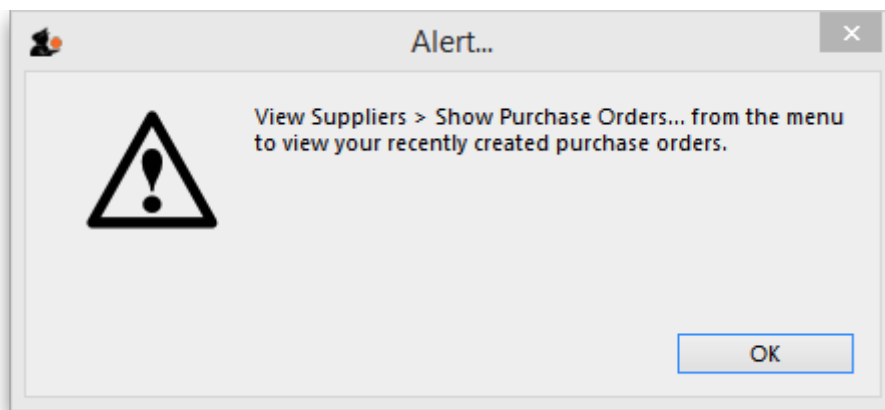 Alert...
View Suppliers > Show Purchase Orders... from the menu
to view your recently created purchase orders.
OK